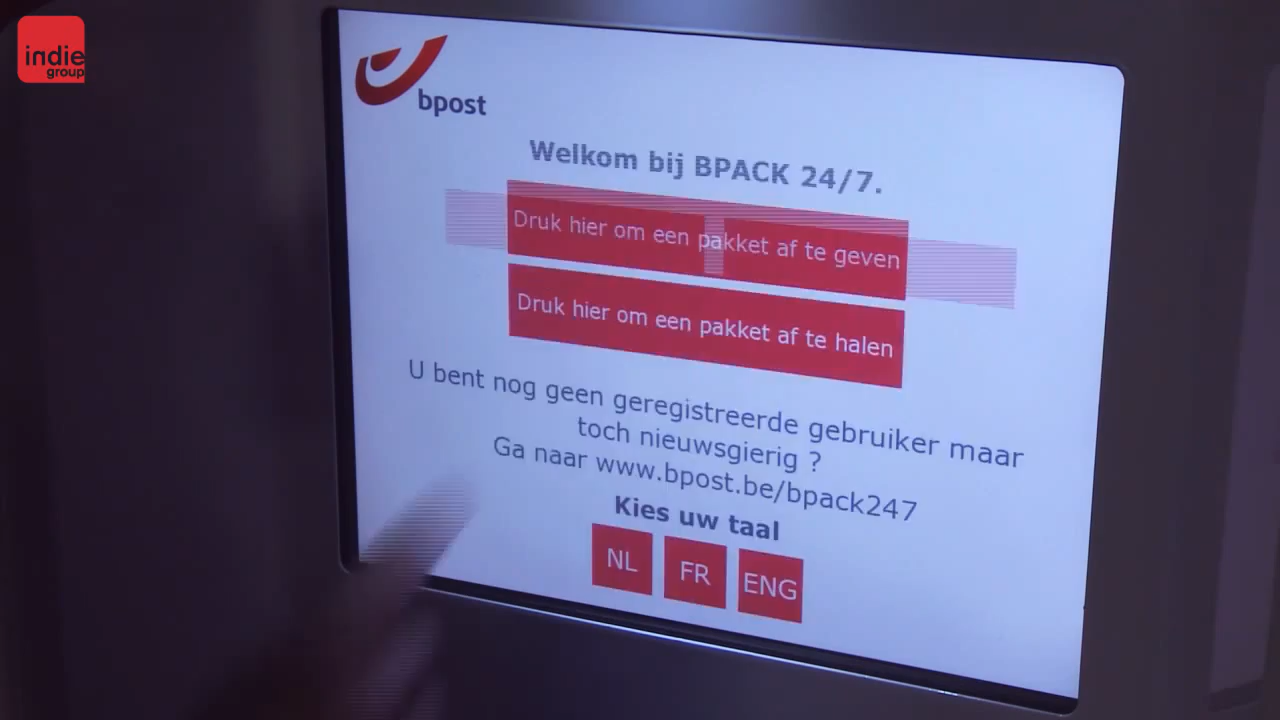 indie
group
bpost
Welkom bij BPACK 24/7.
Druk hier om een pakket af te geven
Druk hier om een pakket af te halen
U bent nog geen geregistreerde gebruiker maar
toch nieuwsgierig ?
Ga naar www.bpost.be/bpack247
Kies uw taal
NL FR ENG